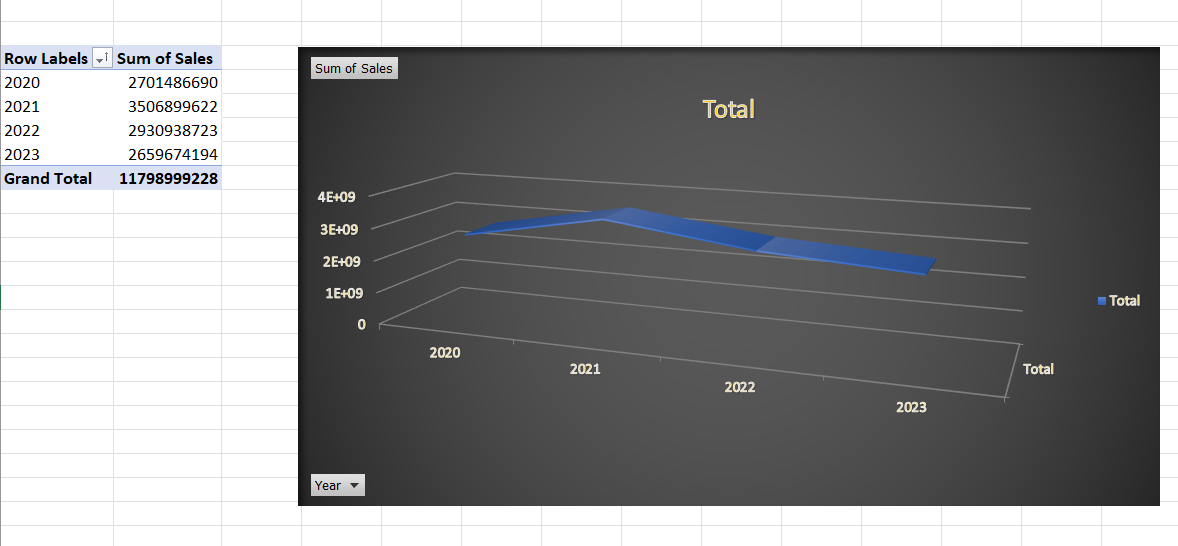 Row Labels Sum of Sales
2020 2701486690
2021 3506899622
2022 2930938723
2023 2659674194
Grand Total 11798999228
Sum of Sales
Total
4E+09
3E+09
2E+09
1E+09
0
2020
2021
2022
2023
Total
Total
Year